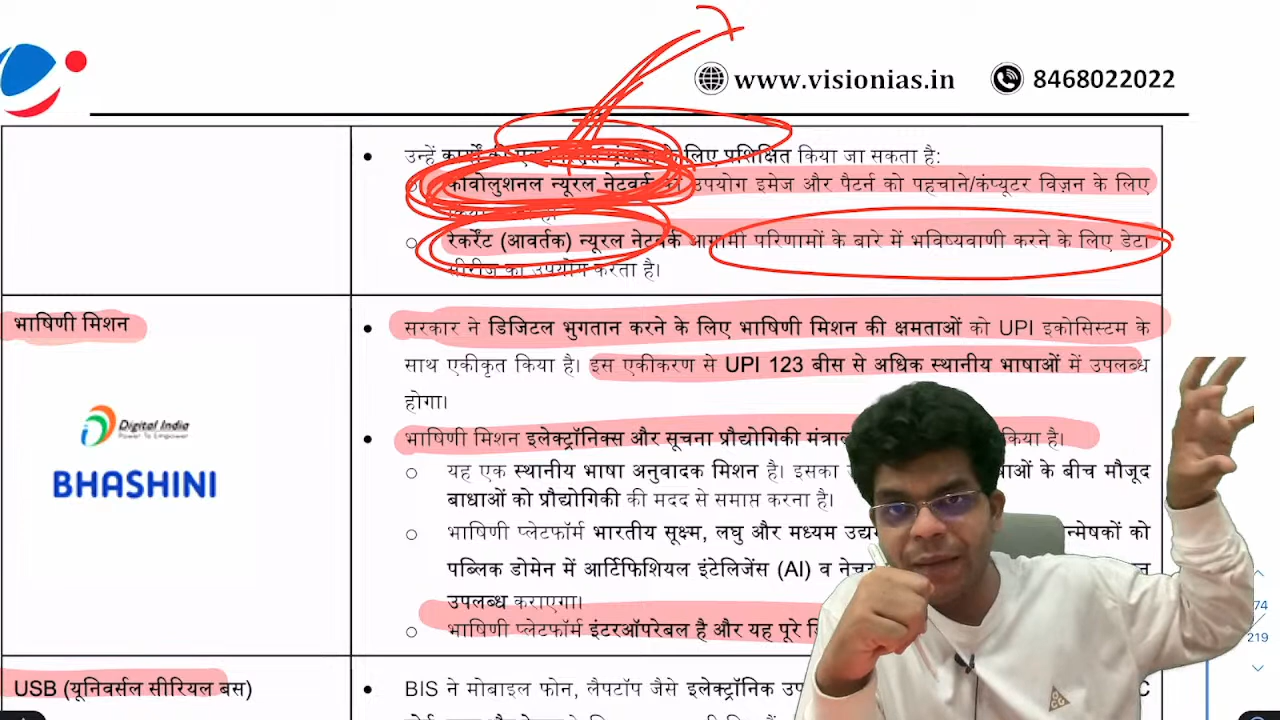 www.visionias.in 8468022022
उन्हें कार्यों की लिए प्रशिक्षित किया जा सकता है:
कॉवोलुशनल न्यूरल नेटवर्क का उपयोग इमेज और पैटर्न को पहचाने/कंप्यूटर विज़न के लिए
रेकर्रेंट (आवर्तक) न्यूरल नेटवर्क आगामी परिणामों के बारे में भविष्यवाणी करने के लिए डेटा
सीरीज का उपयोग करता है।
भाषिणी मिशन
सरकार ने डिजिटल भुगतान करने के लिए भाषिणी मिशन की क्षमताओं को UPI इकोसिस्टम के
साथ एकीकृत किया है। इस एकीकरण से UPI 123 बीस से अधिक स्थानीय भाषाओं में उपलब्ध
होगा।
Digital India
Power To Empower
BHASHINI
भाषिणी मिशन इलेक्ट्रॉनिक्स और सूचना प्रौद्योगिकी किया है।
यह एक स्थानीय भाषा अनुवादक मिशन है। इसका के बीच मौजूद
बाधाओं को प्रौद्योगिकी की मदद से समाप्त करना है।
भाषिणी प्लेटफॉर्म भारतीय सूक्ष्म, लघु और मध्यम को
पब्लिक डोमेन में आर्टिफिशियल इंटेलिजेंस (AI) व
उपलब्ध कराएगा।
भाषिणी प्लेटफॉर्म इंटरऑपरेबल है और यह पूरे
USB (यूनिवर्सल सीरियल बस)
BIS ने मोबाइल फोन, लैपटॉप जैसे इलेक्ट्रॉनिक C
74
219